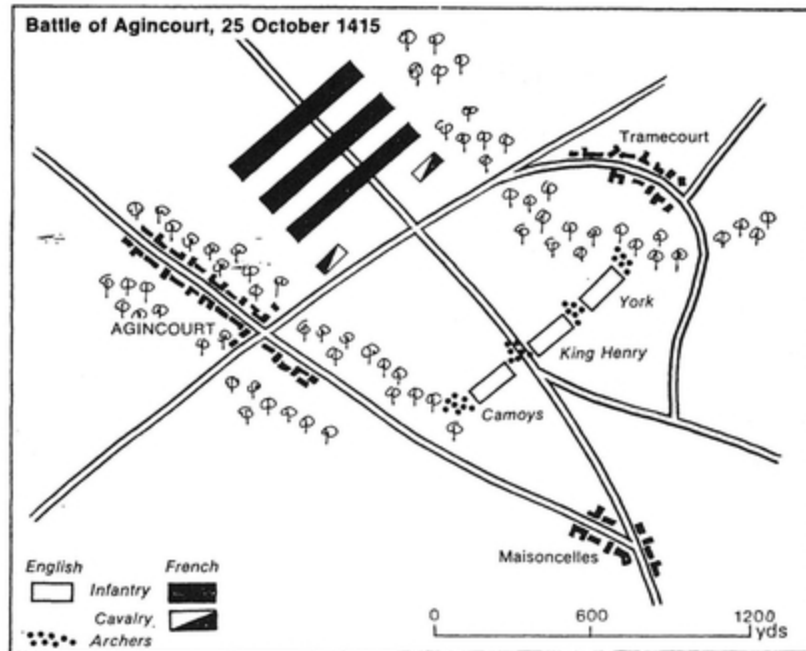 Battle of Agincourt, 25 October 1415
Tramecourt
York
AGINCOURT
King Henry
Camoys
Maisoncelles
English French
Infantry
Cavalry
Archers
0 600 1200
yds